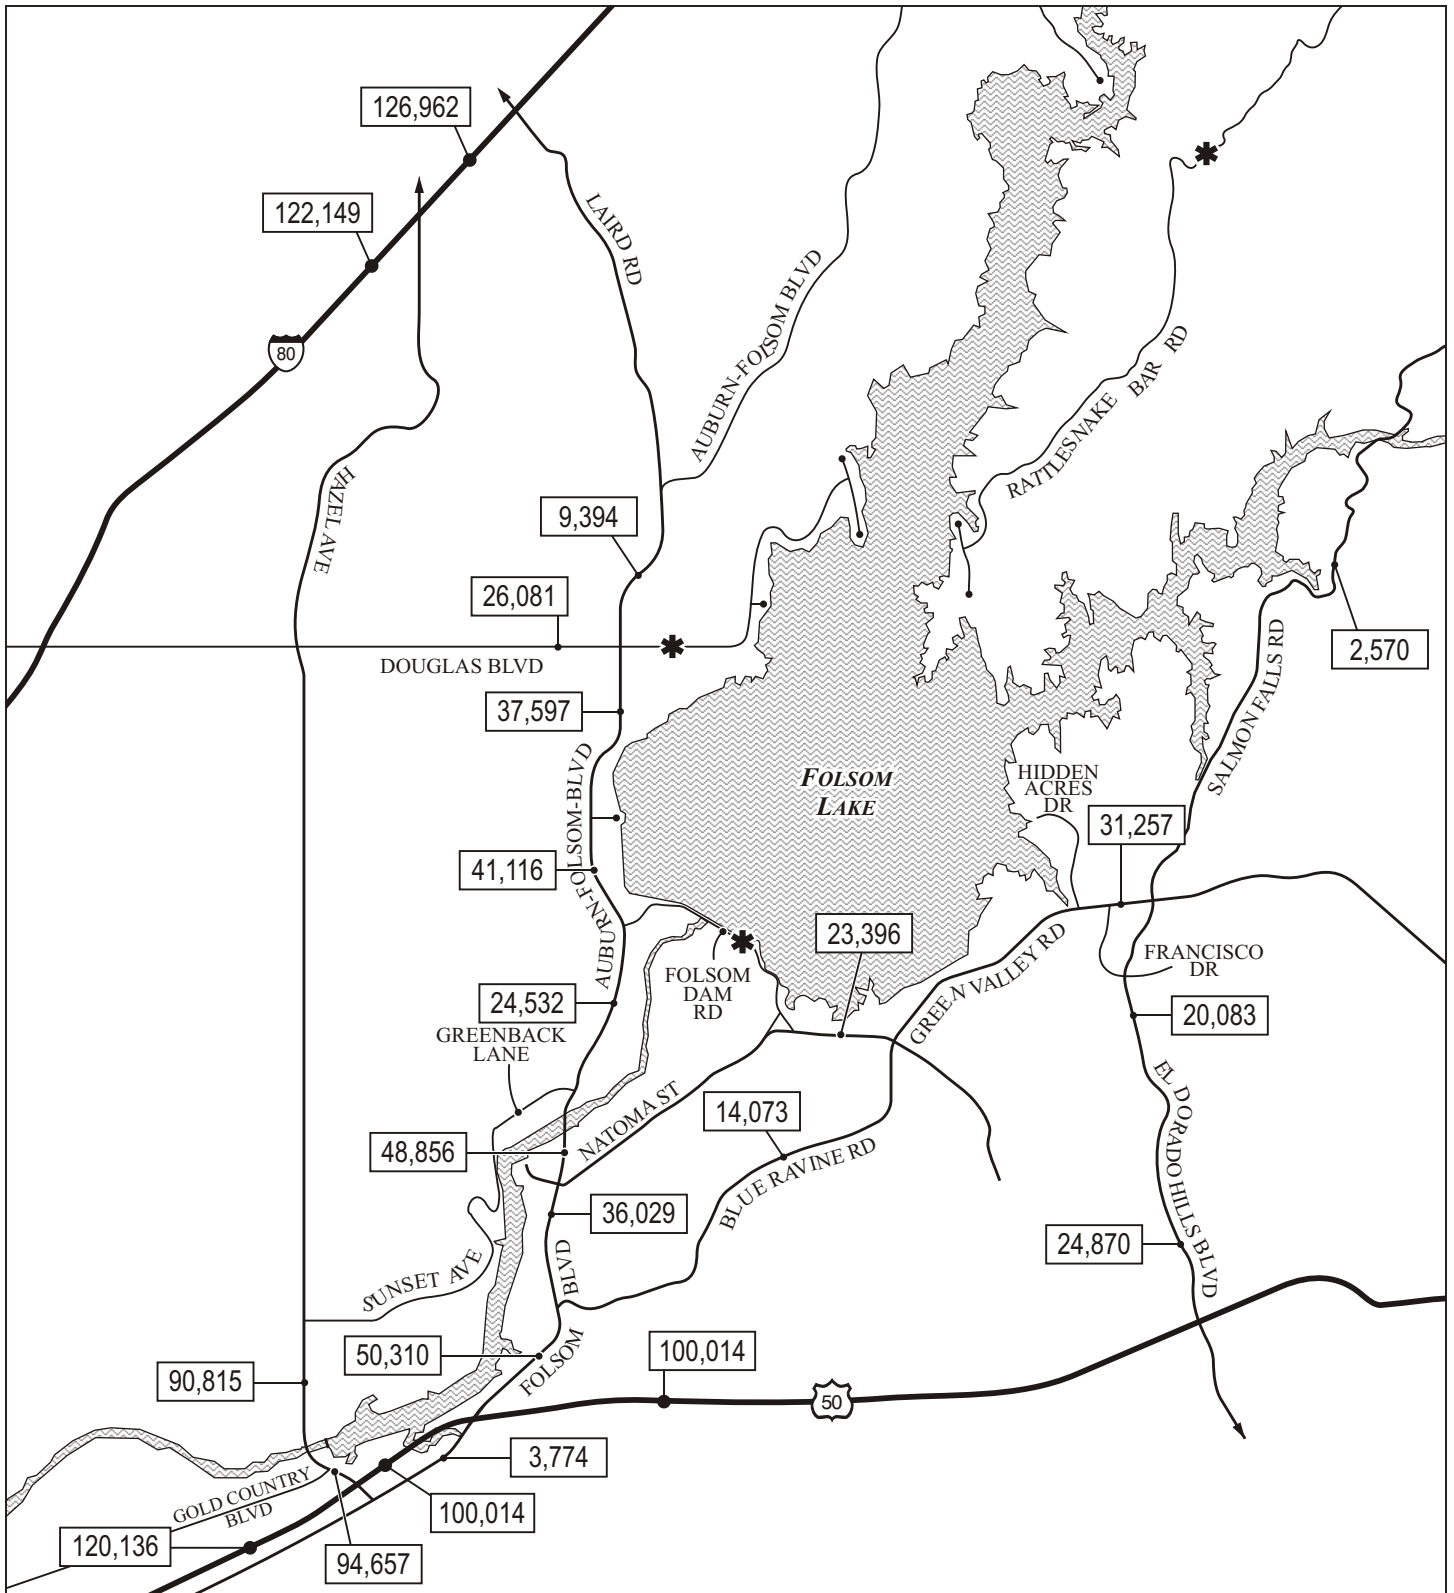 126,962
122,149
LAIRD RD
80
AUBURN-FOLSOM BLVD
RATTLESNAKE BAR RD
HAZEL AVE
9,394
26,081
DOUGLAS BLVD
2,570
SALMON FALLS RD
37,597
AUBURN-FOLSOM-BLVD
FOLSOM
LAKE
HIDDEN
ACRES
DR
31,257
41,116
23,396
GREEN VALLEY RD
FRANCISCO
DR
FOLSOM
DAM
RD
24,532
20,083
GREENBACK
LANE
EL DORADO HILLS BLVD
NATOMA ST
14,073
48,856
BLUE RAVINE RD
36,029
24,870
SUNSET AVE
FOLSOM BLVD
50,310
100,014
90,815
50
3,774
GOLD COUNTRY
BLVD
100,014
120,136
94,657